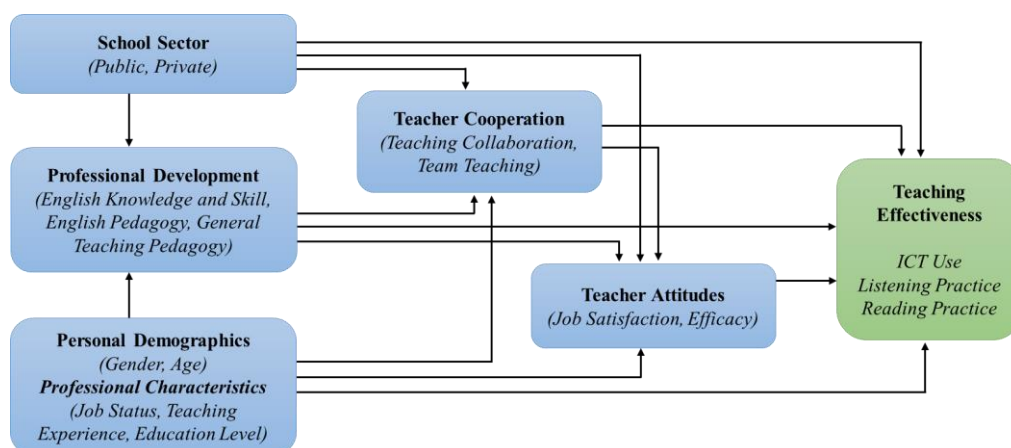 School Sector
(Public, Private)
Teacher Cooperation
(Teaching Collaboration,
Team Teaching)
Professional Development
(English Knowledge and Skill,
English Pedagogy, General
Teaching Pedagogy)
Teaching
Effectiveness
ICT Use
Listening Practice
Reading Practice
Teacher Attitudes
(Job Satisfaction, Efficacy)
Personal Demographics
(Gender, Age)
Professional Characteristics
(Job Status, Teaching
Experience, Education Level)